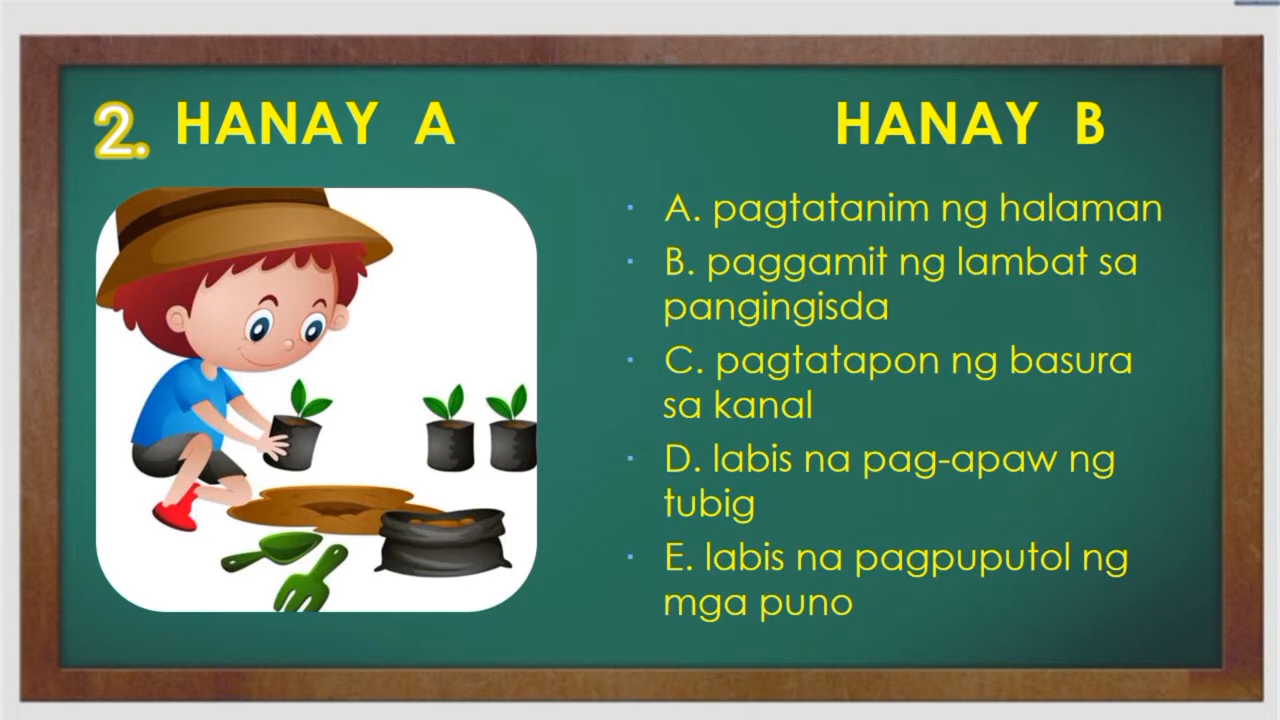 2. HANAY A
HANAY B
A. pagtatanim ng halaman
B. paggamit ng lambat sa
pangingisda
C. pagtatapon ng basura
sa kanal
D. labis na pag-apaw ng
tubig
E. labis na pagpuputol ng
mga puno